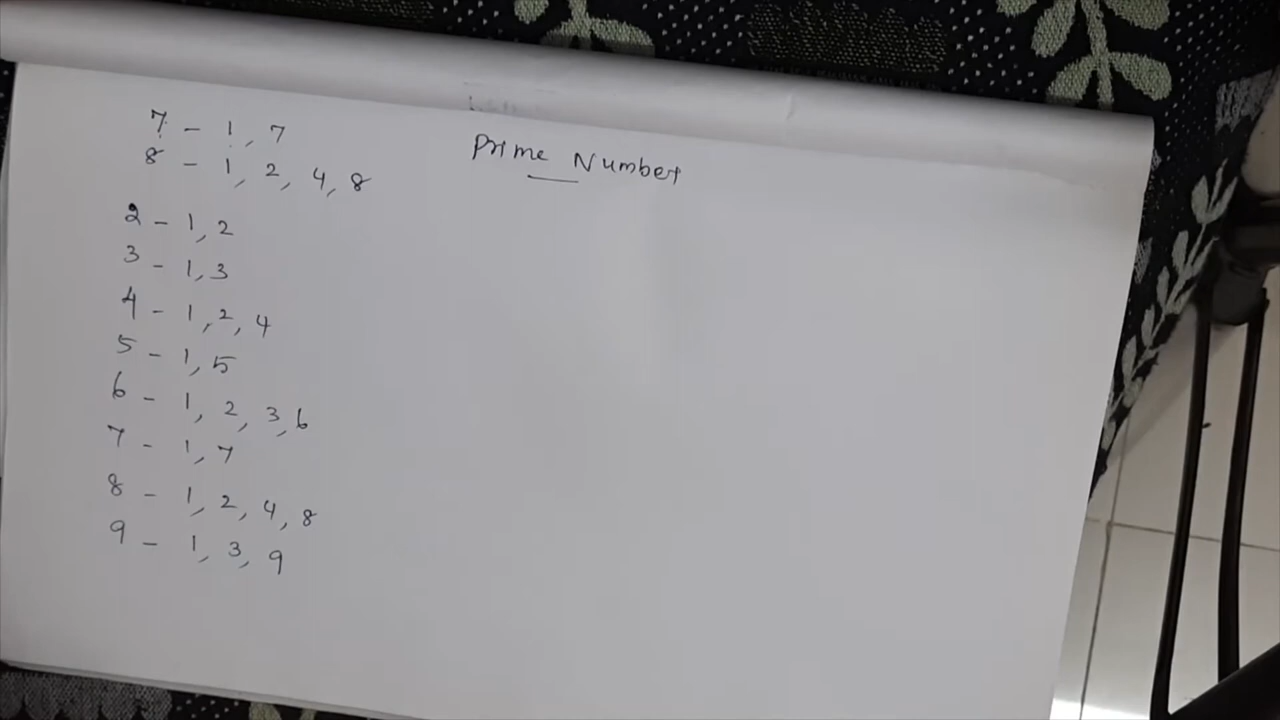 Prime Number
7 - 1, 7
8 - 1, 2, 4, 8
2 - 1, 2
3 - 1, 3
4 - 1, 2, 4
5 - 1, 5
6 - 1, 2, 3, 6
7 - 1, 7
8 - 1, 2, 4, 8
9 - 1, 3, 9